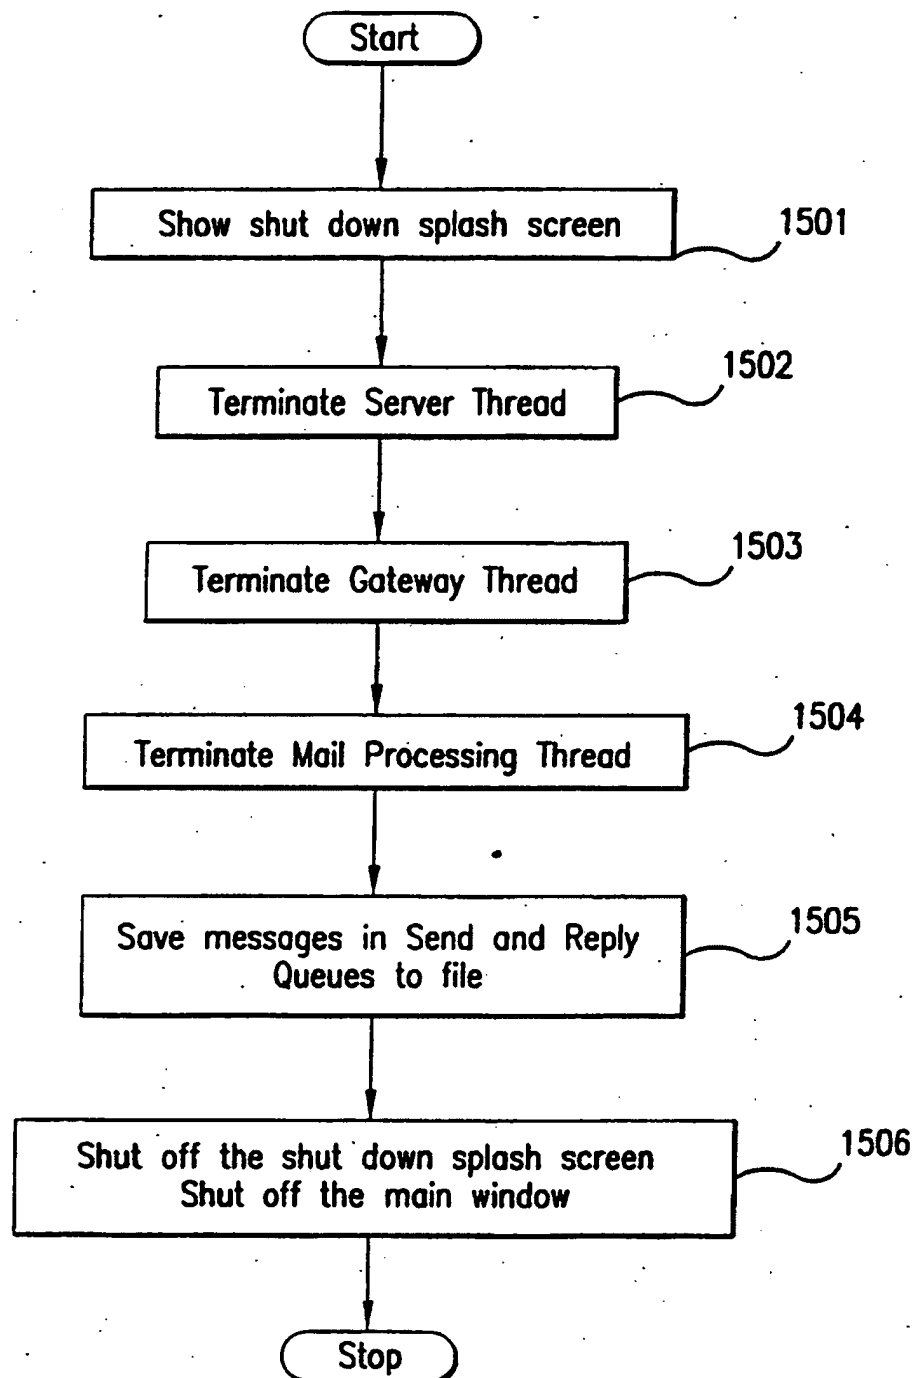 Start
Show shut down splash screen
1501
1502
Terminate Server Thread
1503
Terminate Gateway Thread
1504
Terminate Mail Processing Thread
1505
Save messages in Send and Reply
Queues to file
1506
Shut off the shut down splash screen
Shut off the main window
Stop